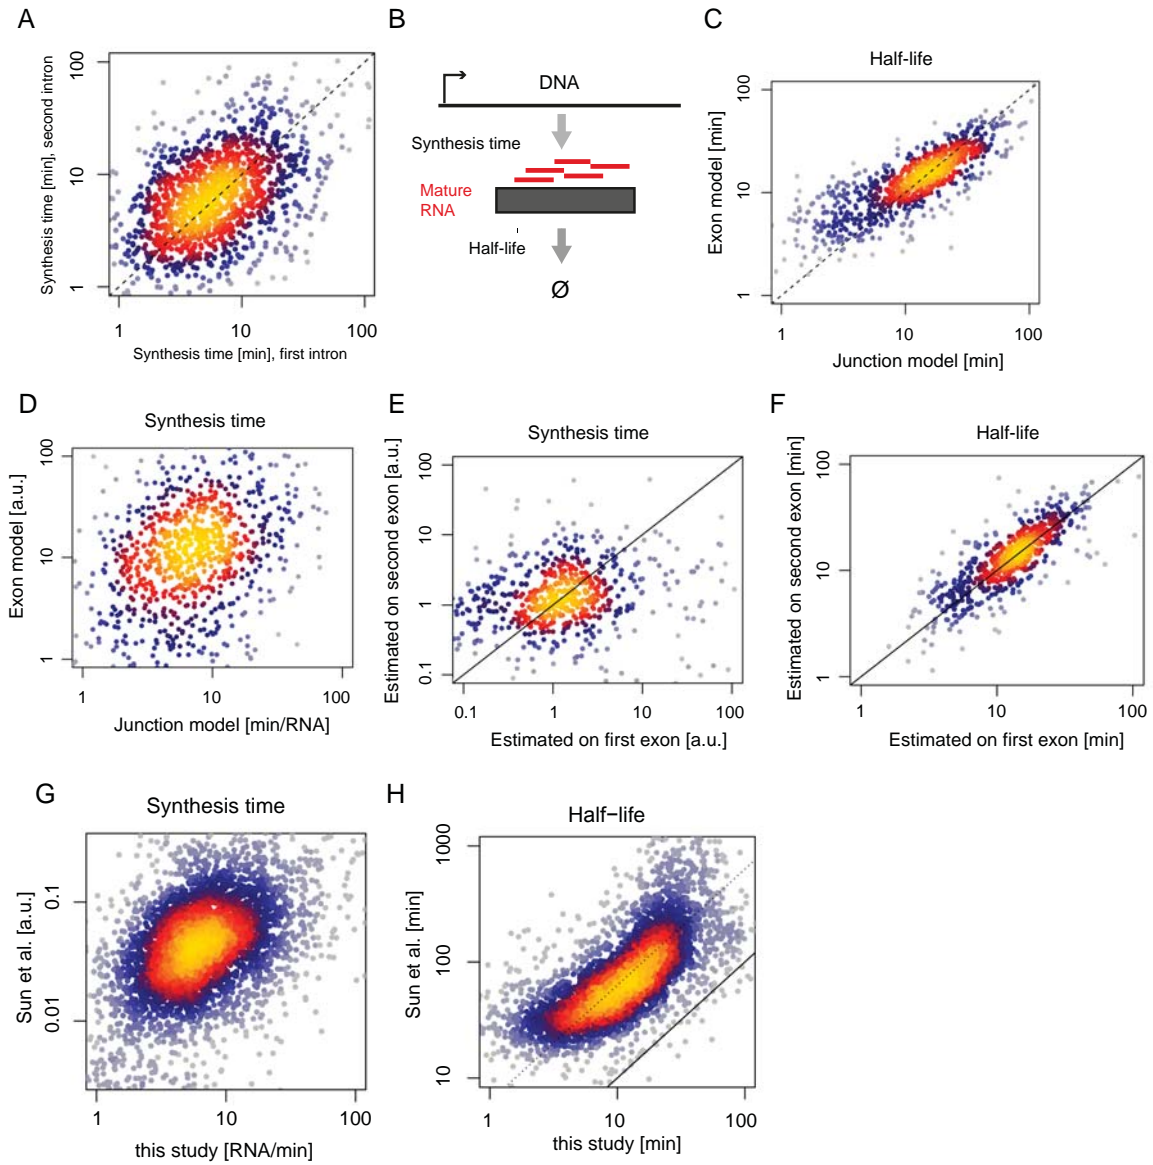 A
Synthesis time [min], second intron
100
10
1
1
10
100
Synthesis time [min], first intron
B
DNA
Synthesis time
Mature
RNA
Half-life
Ø
C
Half-life
Exon model [min]
100
10
1
1
10
100
Junction model [min]
D
Synthesis time
Exon model [a.u.]
100
10
1
1
10
100
Junction model [min/RNA]
E
Synthesis time
Estimated on second exon [a.u.]
100
10
1
0.1
0.1
1
10
100
Estimated on first exon [a.u.]
F
Half-life
Estimated on second exon [min]
100
10
1
1
10
100
Estimated on first exon [min]
G
Synthesis time
Sun et al. [a.u.]
0.1
0.01
1
10
100
this study [RNA/min]
H
Half−life
Sun et al. [min]
1000
100
10
1
10
100
this study [min]